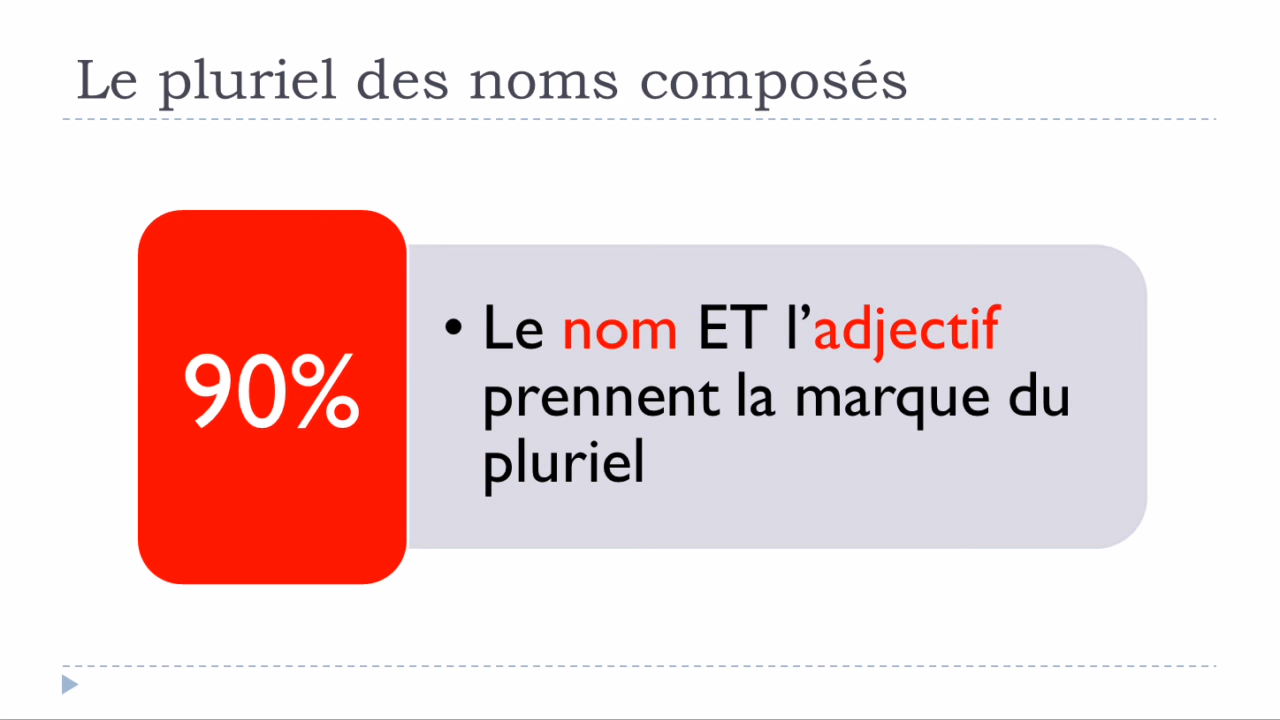 Le pluriel des noms composés
90%
• Le nom ET l’adjectif
prennent la marque du
pluriel